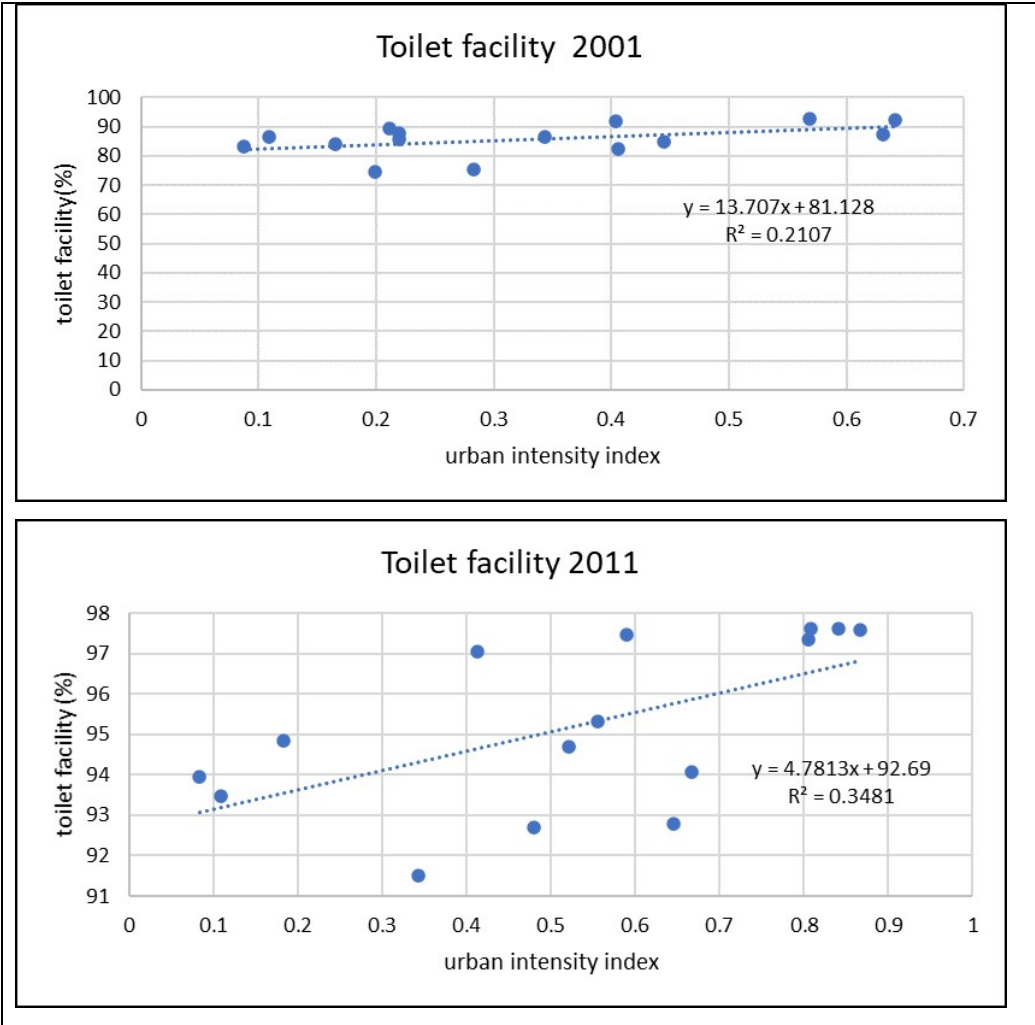 Toilet facility 2001
100
90
80
70
60
50
40
30
20
10
0
toilet facility(%)
y = 13.707x + 81.128
R² = 0.2107
0 0.1 0.2 0.3 0.4 0.5 0.6 0.7
urban intensity index
Toilet facility 2011
98
97
96
95
94
93
92
91
toilet facility (%)
y = 4.7813x + 92.69
R² = 0.3481
0 0.1 0.2 0.3 0.4 0.5 0.6 0.7 0.8 0.9 1
urban intensity index